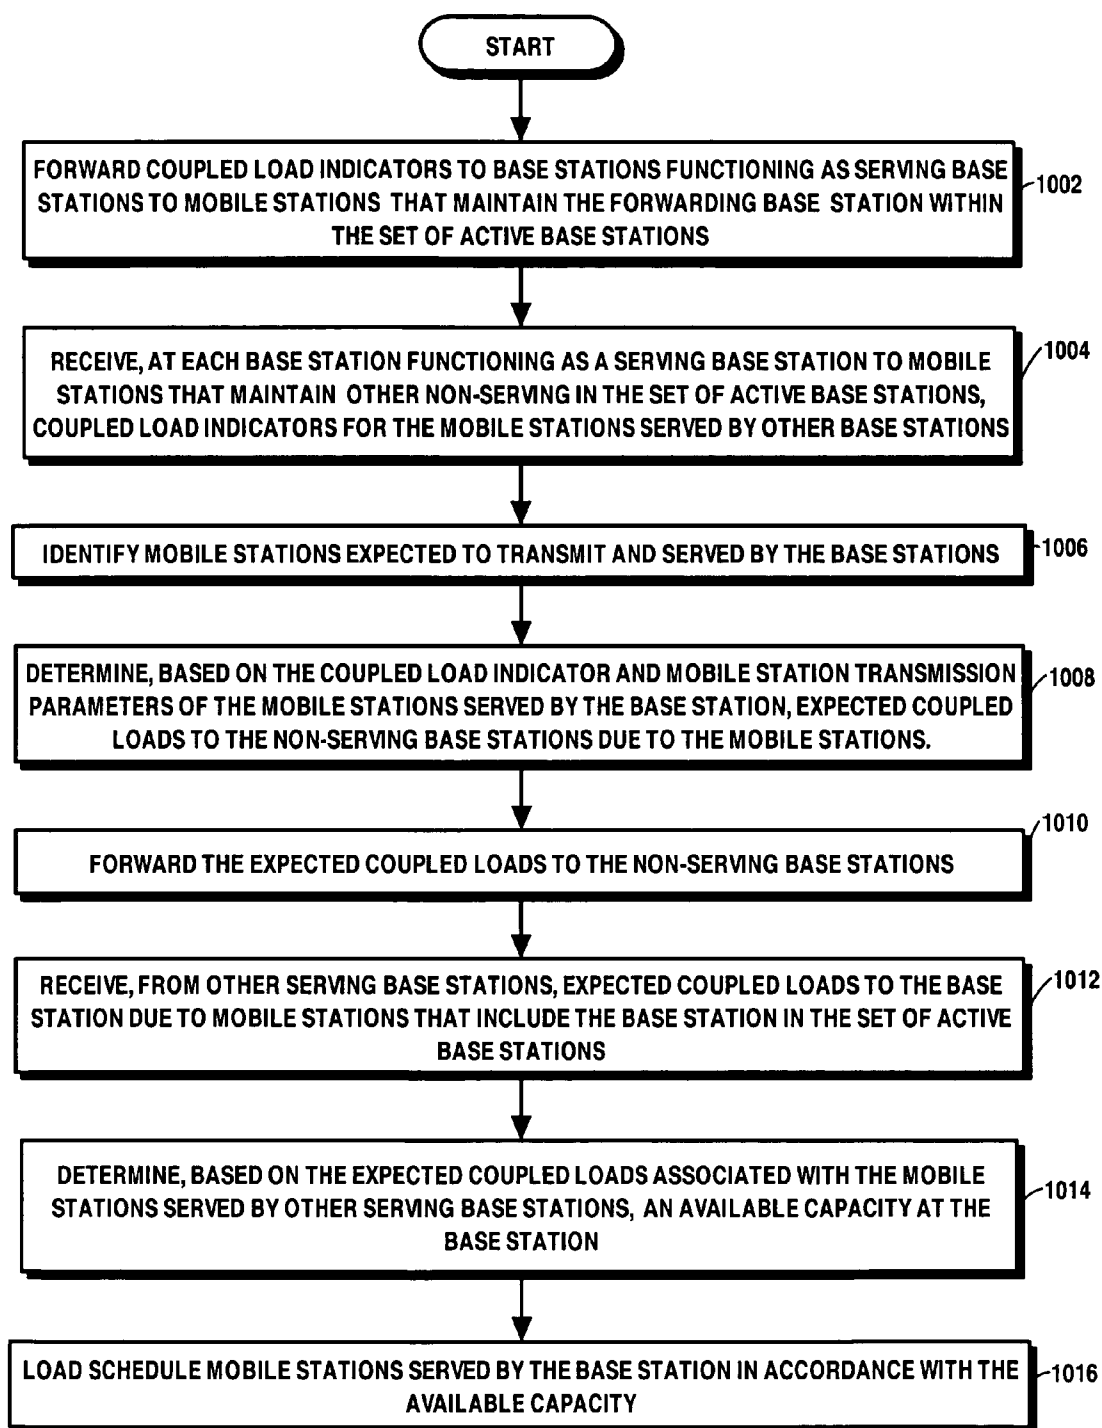 START
FORWARD COUPLED LOAD INDICATORS TO BASE STATIONS FUNCTIONING AS SERVING BASE
STATIONS TO MOBILE STATIONS THAT MAINTAIN THE FORWARDING BASE STATION WITHIN
THE SET OF ACTIVE BASE STATIONS
1002
RECEIVE, AT EACH BASE STATION FUNCTIONING AS A SERVING BASE STATION TO MOBILE
STATIONS THAT MAINTAIN OTHER NON-SERVING IN THE SET OF ACTIVE BASE STATIONS,
COUPLED LOAD INDICATORS FOR THE MOBILE STATIONS SERVED BY OTHER BASE STATIONS
1004
IDENTIFY MOBILE STATIONS EXPECTED TO TRANSMIT AND SERVED BY THE BASE STATIONS
1006
DETERMINE, BASED ON THE COUPLED LOAD INDICATOR AND MOBILE STATION TRANSMISSION
PARAMETERS OF THE MOBILE STATIONS SERVED BY THE BASE STATION, EXPECTED COUPLED
LOADS TO THE NON-SERVING BASE STATIONS DUE TO THE MOBILE STATIONS.
1008
FORWARD THE EXPECTED COUPLED LOADS TO THE NON-SERVING BASE STATIONS
1010
RECEIVE, FROM OTHER SERVING BASE STATIONS, EXPECTED COUPLED LOADS TO THE BASE
STATION DUE TO MOBILE STATIONS THAT INCLUDE THE BASE STATION IN THE SET OF ACTIVE
BASE STATIONS
1012
DETERMINE, BASED ON THE EXPECTED COUPLED LOADS ASSOCIATED WITH THE MOBILE
STATIONS SERVED BY OTHER SERVING BASE STATIONS, AN AVAILABLE CAPACITY AT THE
BASE STATION
1014
LOAD SCHEDULE MOBILE STATIONS SERVED BY THE BASE STATION IN ACCORDANCE WITH THE
AVAILABLE CAPACITY
1016